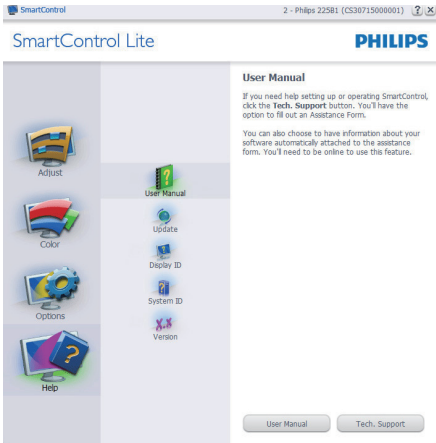 SmartControl
2 - Philips 225B1 (CS30715000001)
? X
SmartControl Lite
PHILIPS
Adjust
Color
Options
Help
User Manual
Update
Display ID
System ID
X.X
Version
User Manual
If you need help setting up or operating SmartControl,
click the Tech. Support button. You'll have the
option to fill out an Assistance Form.
You can also choose to have information about your
software automatically attached to the assistance
form. You'll need to be online to use this feature.
User Manual
Tech. Support